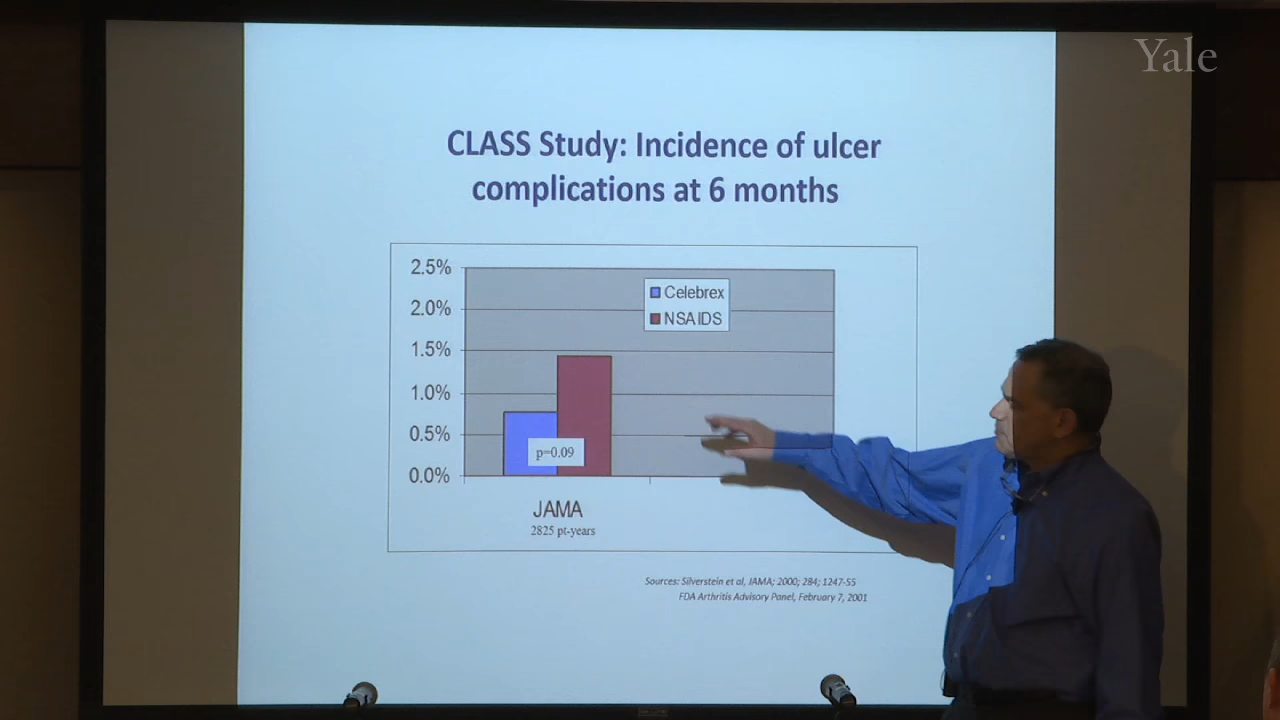 Yale
CLASS Study: Incidence of ulcer
complications at 6 months
2.5%
2.0%
1.5%
1.0%
0.5%
0.0%
Celebrex
NSAIDS
p=0.09
JAMA
2825 pt-years
Sources: Silverstein et al, JAMA; 2000; 284; 1247-55
FDA Arthritis Advisory Panel, February 7, 2001